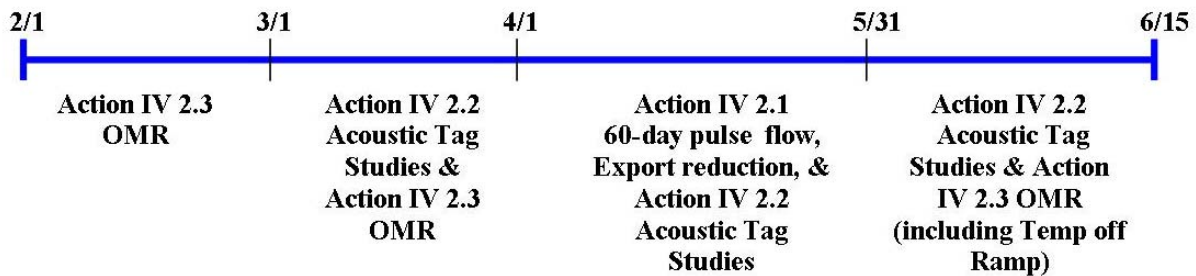 2/1 3/1 4/1 5/31 6/15
Action IV 2.3
OMR
Action IV 2.2
Acoustic Tag
Studies &
Action IV 2.3
OMR
Action IV 2.1
60-day pulse flow,
Export reduction, &
Action IV 2.2
Acoustic Tag
Studies
Action IV 2.2
Acoustic Tag
Studies & Action
IV 2.3 OMR
(including Temp off
Ramp)